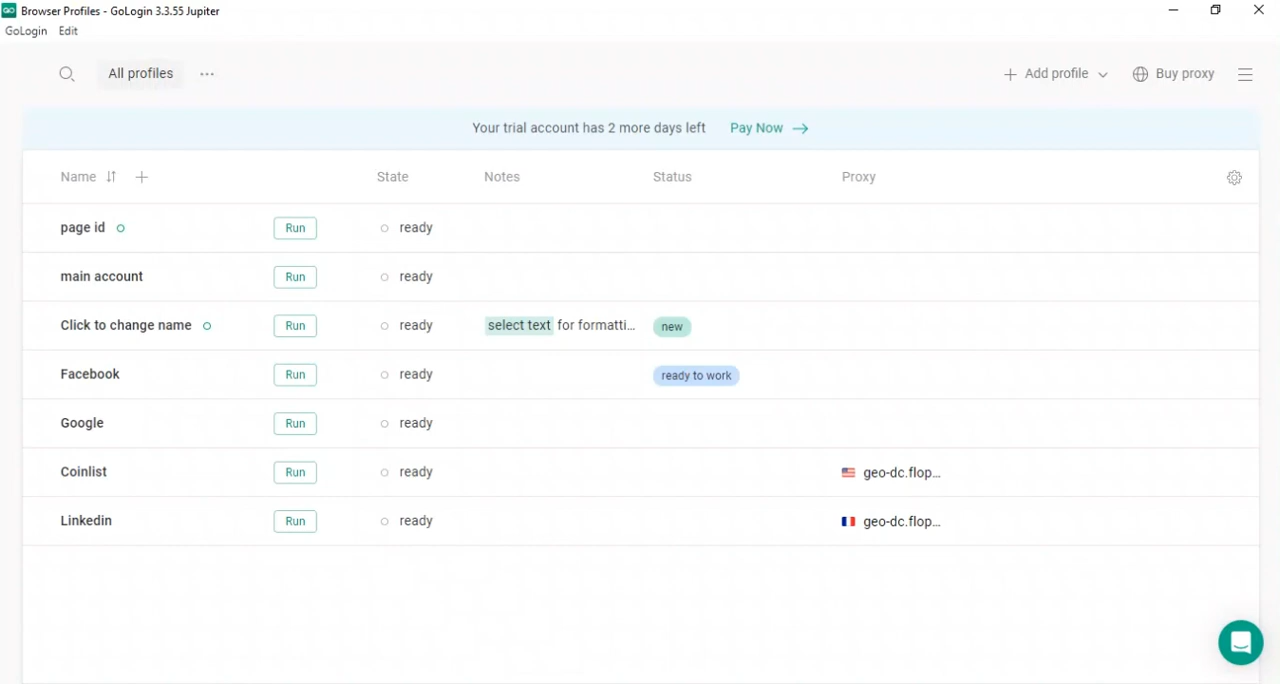 GO Browser Profiles - GoLogin 3.3.55 Jupiter
GoLogin Edit
All profiles ··· + Add profile Buy proxy
Your trial account has 2 more days left Pay Now →
Name + State Notes Status Proxy
page id Run ready
main account Run ready
Click to change name Run ready select text for formatti... new
Facebook Run ready ready to work
Google Run ready
Coinlist Run ready geo-dc.flop...
Linkedin Run ready geo-dc.flop...